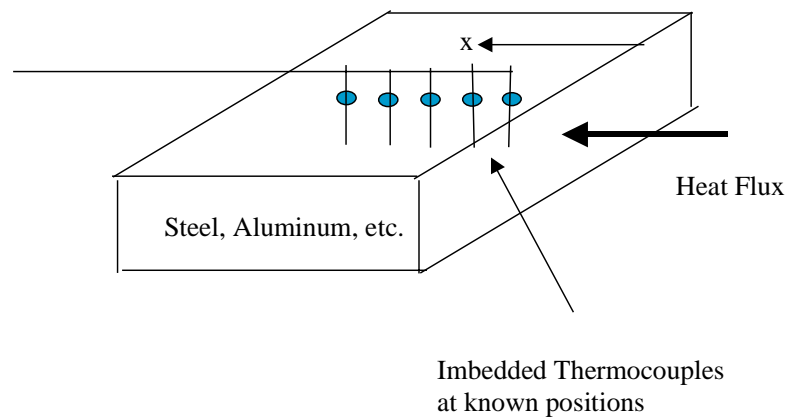 x
Heat Flux
Steel, Aluminum, etc.
Imbedded Thermocouples
at known positions